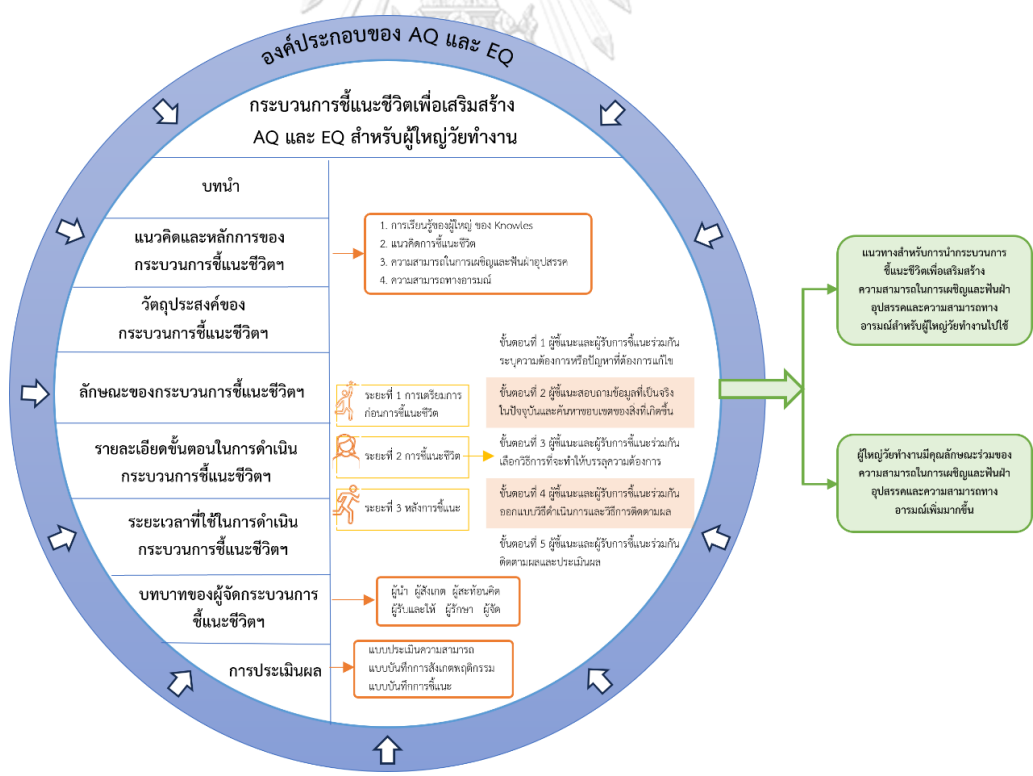 องค์ประกอบของ AQ และ EQ
กระบวนการชี้แนะชีวิตเพื่อเสริมสร้าง
AQ และ EQ สำหรับผู้ใหญ่วัยทำงาน
บทนำ
แนวคิดและหลักการของ
กระบวนการชี้แนะชีวิตฯ
1. การเรียนรู้ของผู้ใหญ่ ของ Knowles
2. แนวคิดการชี้แนะชีวิต
3. ความสามารถในการเผชิญและฟันฝ่าอุปสรรค
4. ความสามารถทางอารมณ์
วัตถุประสงค์ของ
กระบวนการชี้แนะชีวิตฯ
ลักษณะของกระบวนการชี้แนะชีวิตฯ
รายละเอียดขั้นตอนในการดำเนิน
กระบวนการชี้แนะชีวิตฯ
ระยะที่ 1 การเตรียมการ
ก่อนการชี้แนะชีวิต
ระยะที่ 2 การชี้แนะชีวิต
ระยะที่ 3 หลังการชี้แนะ
ขั้นตอนที่ 1 ผู้ชี้แนะและผู้รับการชี้แนะร่วมกัน
ระบุความต้องการหรือปัญหาที่ต้องการแก้ไข
ขั้นตอนที่ 2 ผู้ชี้แนะสอบถามข้อมูลที่เป็นจริง
ในปัจจุบันและค้นหาขอบเขตของสิ่งที่เกิดขึ้น
ขั้นตอนที่ 3 ผู้ชี้แนะและผู้รับการชี้แนะร่วมกัน
เลือกวิธีการที่จะทำให้บรรลุความต้องการ
ขั้นตอนที่ 4 ผู้ชี้แนะและผู้รับการชี้แนะร่วมกัน
ออกแบบวิธีดำเนินการและวิธีการติดตามผล
ขั้นตอนที่ 5 ผู้ชี้แนะและผู้รับการชี้แนะร่วมกัน
ติดตามผลและประเมินผล
ระยะเวลาที่ใช้ในการดำเนิน
กระบวนการชี้แนะชีวิตฯ
บทบาทของผู้จัดกระบวนการ
ชี้แนะชีวิตฯ
ผู้นำ ผู้สังเกต ผู้สะท้อนคิด
ผู้รับและให้ ผู้รักษา ผู้จัด
การประเมินผล
แบบประเมินความสามารถ
แบบบันทึกการสังเกตพฤติกรรม
แบบบันทึกการชี้แนะ
แนวทางสำหรับการนำกระบวนการ
ชี้แนะชีวิตเพื่อเสริมสร้าง
ความสามารถในการเผชิญและฟันฝ่า
อุปสรรคและความสามารถทาง
อารมณ์สำหรับผู้ใหญ่วัยทำงานไปใช้
ผู้ใหญ่วัยทำงานมีคุณลักษณะร่วมของ
ความสามารถในการเผชิญและฟันฝ่า
อุปสรรคและความสามารถทาง
อารมณ์เพิ่มมากขึ้น